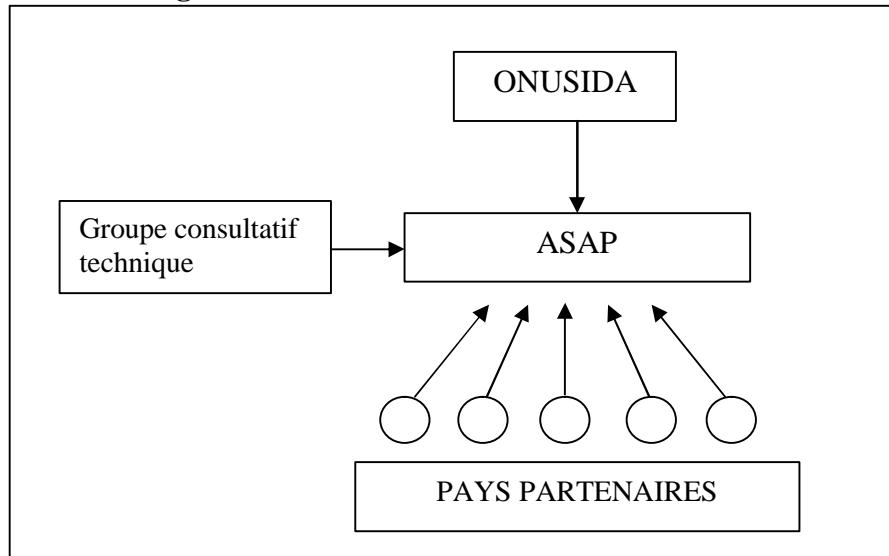 ONUSIDA
Groupe consultatif
technique
ASAP
PAYS PARTENAIRES